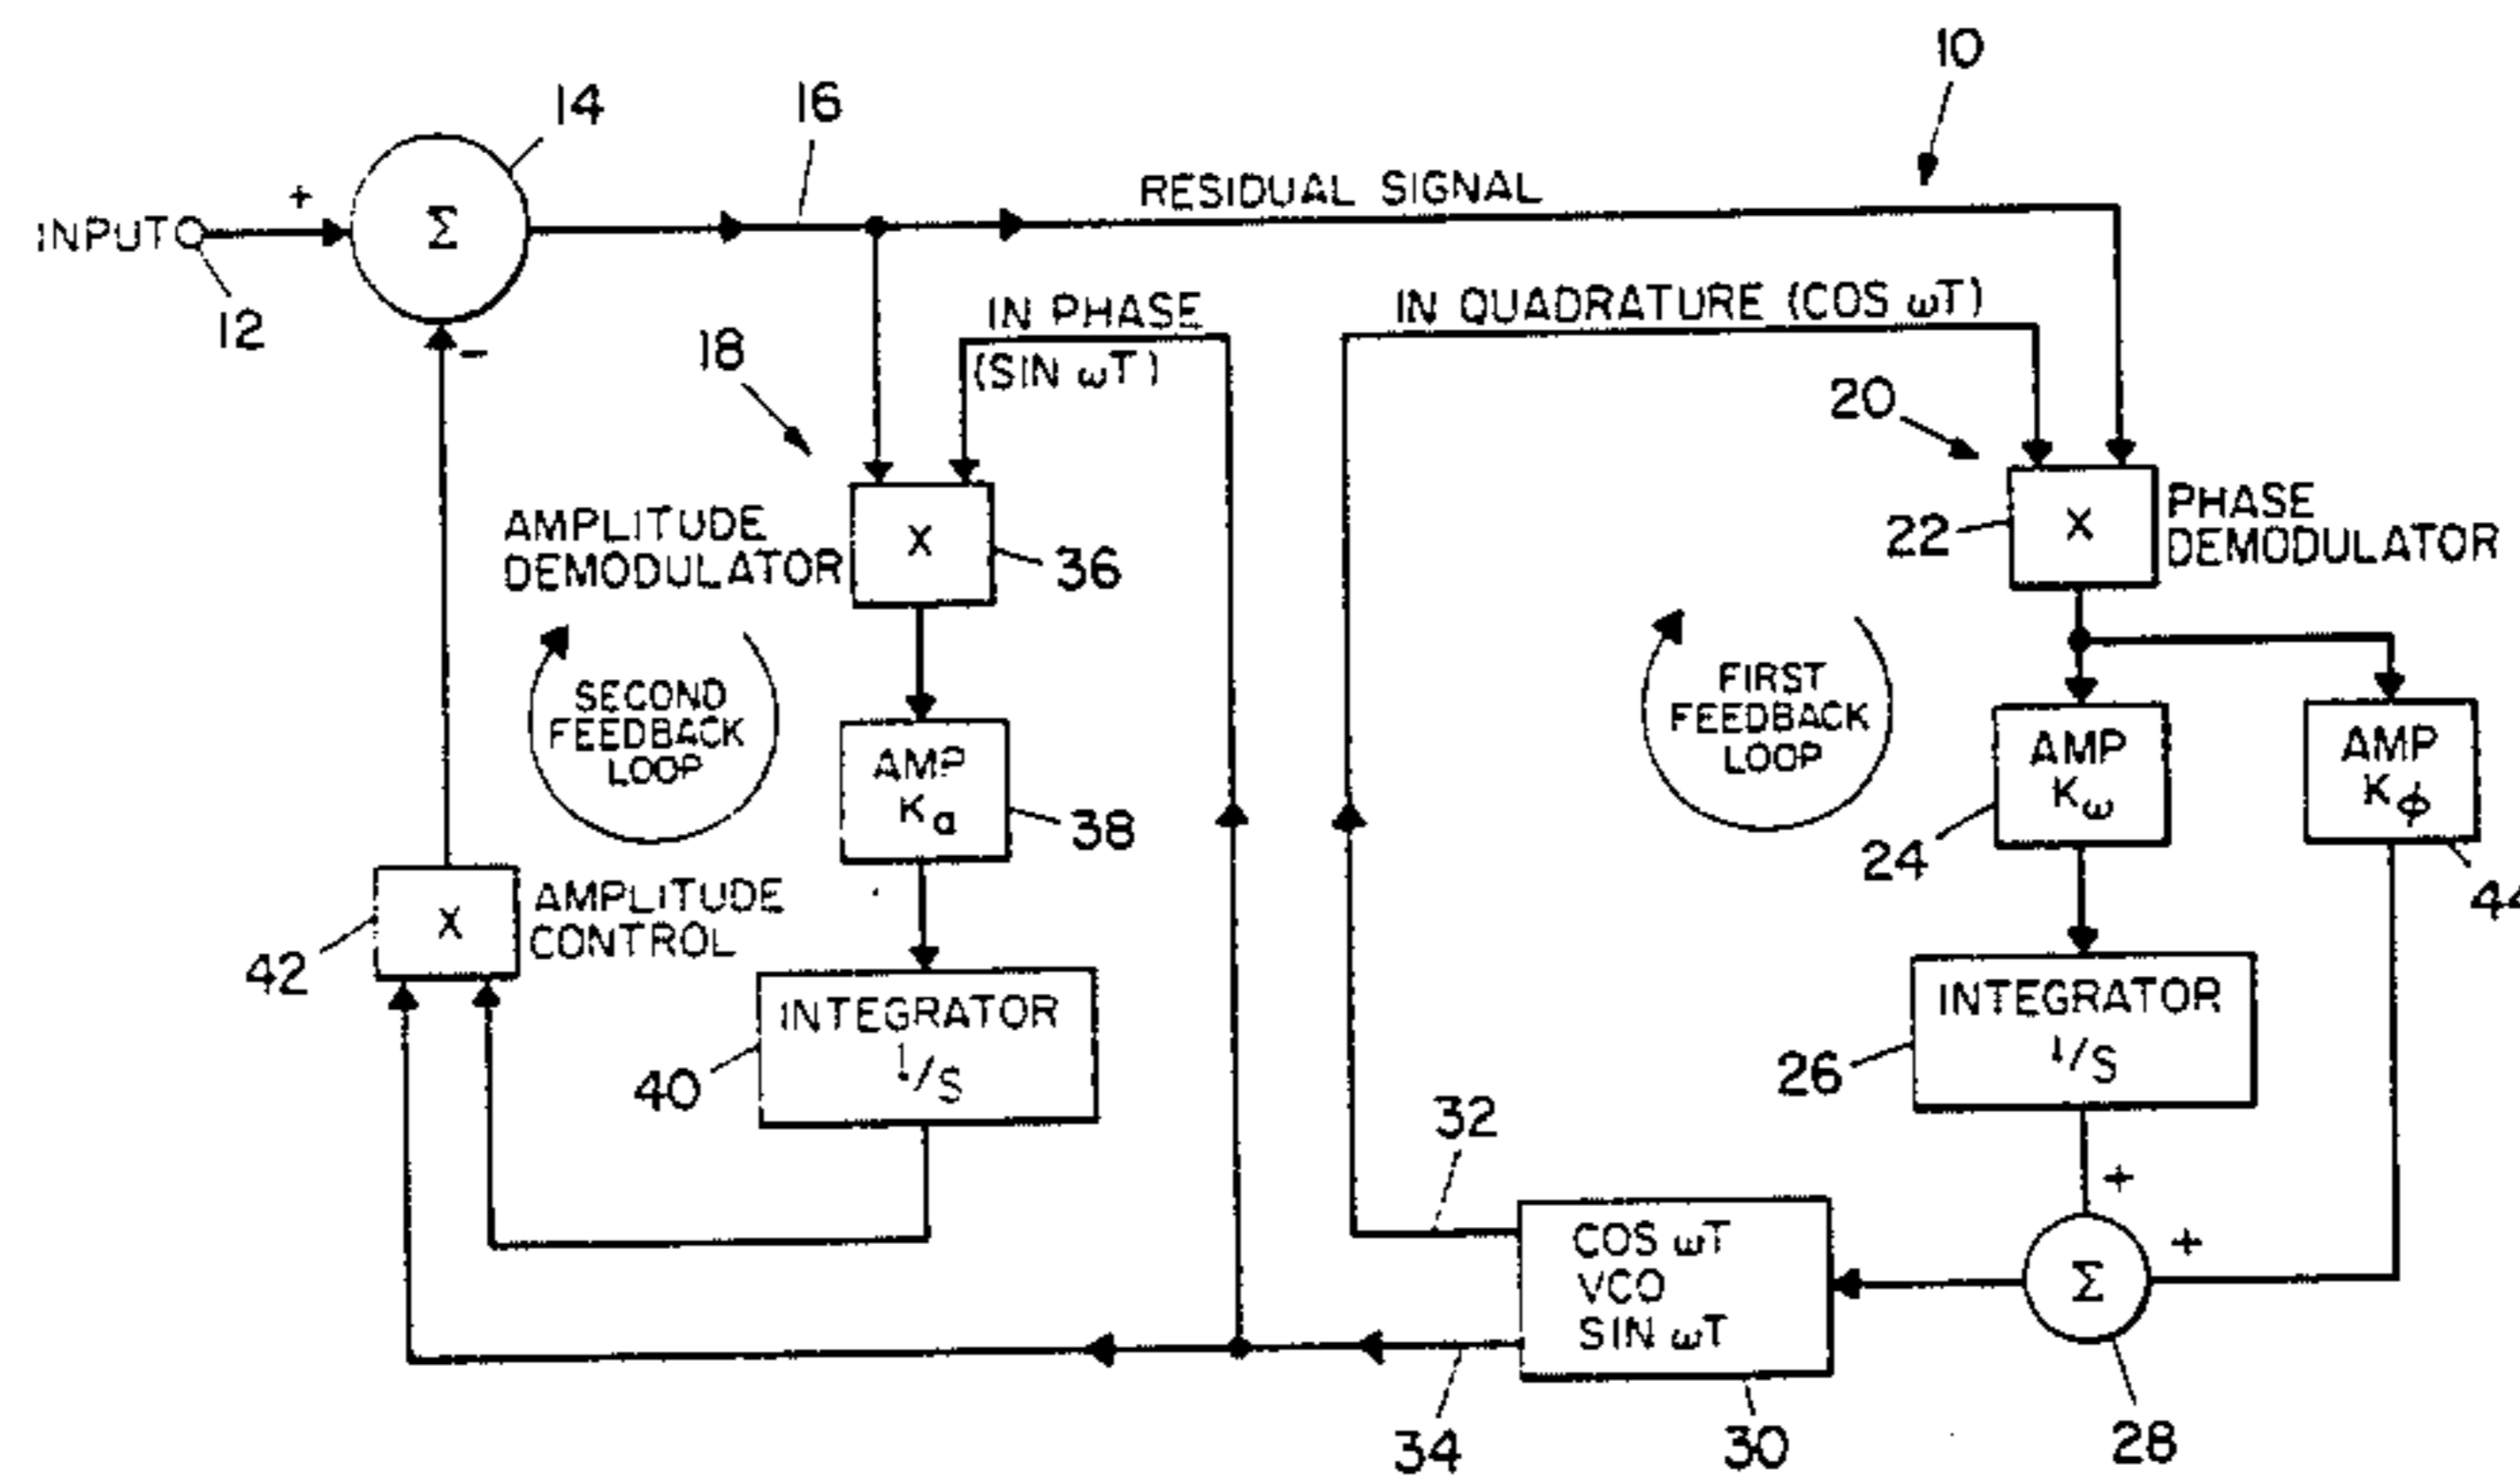 10
14
16
RESIDUAL SIGNAL
+
INPUT
Σ
12
-
IN PHASE
(SIN ωT)
IN QUADRATURE (COS ωT)
18
20
AMPLITUDE
DEMODULATOR
X
36
22
X
PHASE
DEMODULATOR
SECOND
FEEDBACK
LOOP
FIRST
FEEDBACK
LOOP
AMP
Ka
38
AMP
Kω
24
AMP
Kϕ
44
42
X
AMPLITUDE
CONTROL
INTEGRATOR
1/S
40
INTEGRATOR
1/S
26
32
+
+
COS ωT
VCO
SIN ωT
Σ
34
30
28